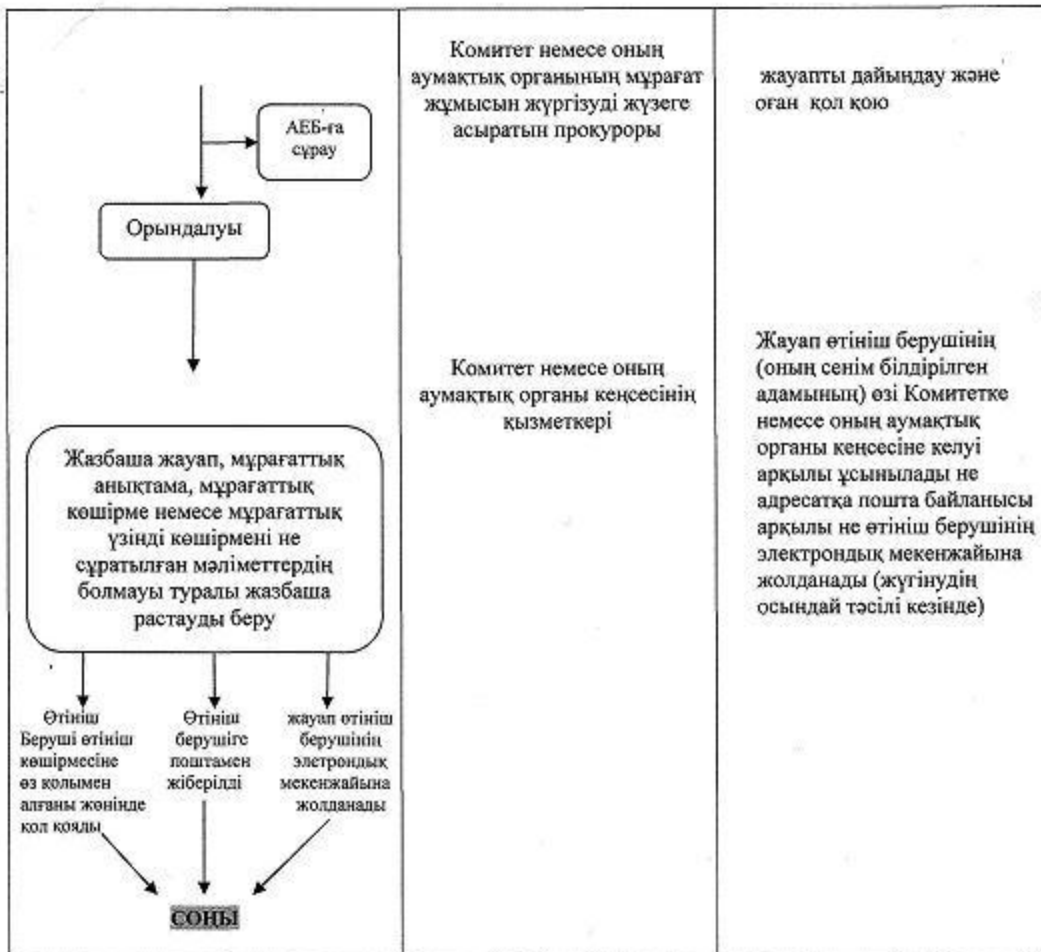 АЕБ-ға
сұрау
Орындалуы
Комитет немесе оның
аумақтық органының мұрағат
жұмысын жүргізуді жүзеге
асыратын прокуроры
жауапты дайындау және
оған қол қою
Комитет немесе оның
аумақтық органы кеңсесінің
қызметкері
Жауап өтініш берушінің
(оның сенім білдірілген
адамының) өзі Комитетке
немесе оның аумақтық
органы кеңсесіне келуі
арқылы ұсынылады не
адресатқа пошта байланысы
арқылы не өтініш берушінің
электрондық мекенжайына
жолданады (жүгінудің
осындай тәсілі кезінде)
Жазбаша жауап, мұрағаттық
анықтама, мұрағаттық
көшірме немесе мұрағаттық
үзінді көшірмені не
сұратылған мәліметтердің
болмауы туралы жазбаша
растауды беру
Өтініш
Беруші өтініш
көшірмесіне
өз қолымен
алғаны жөнінде
қол қояды
Өтініш
берушіге
поштамен
жіберілді
жауап өтініш
берушінің
элетрондық
мекенжайына
жолданады
СОҢЫ